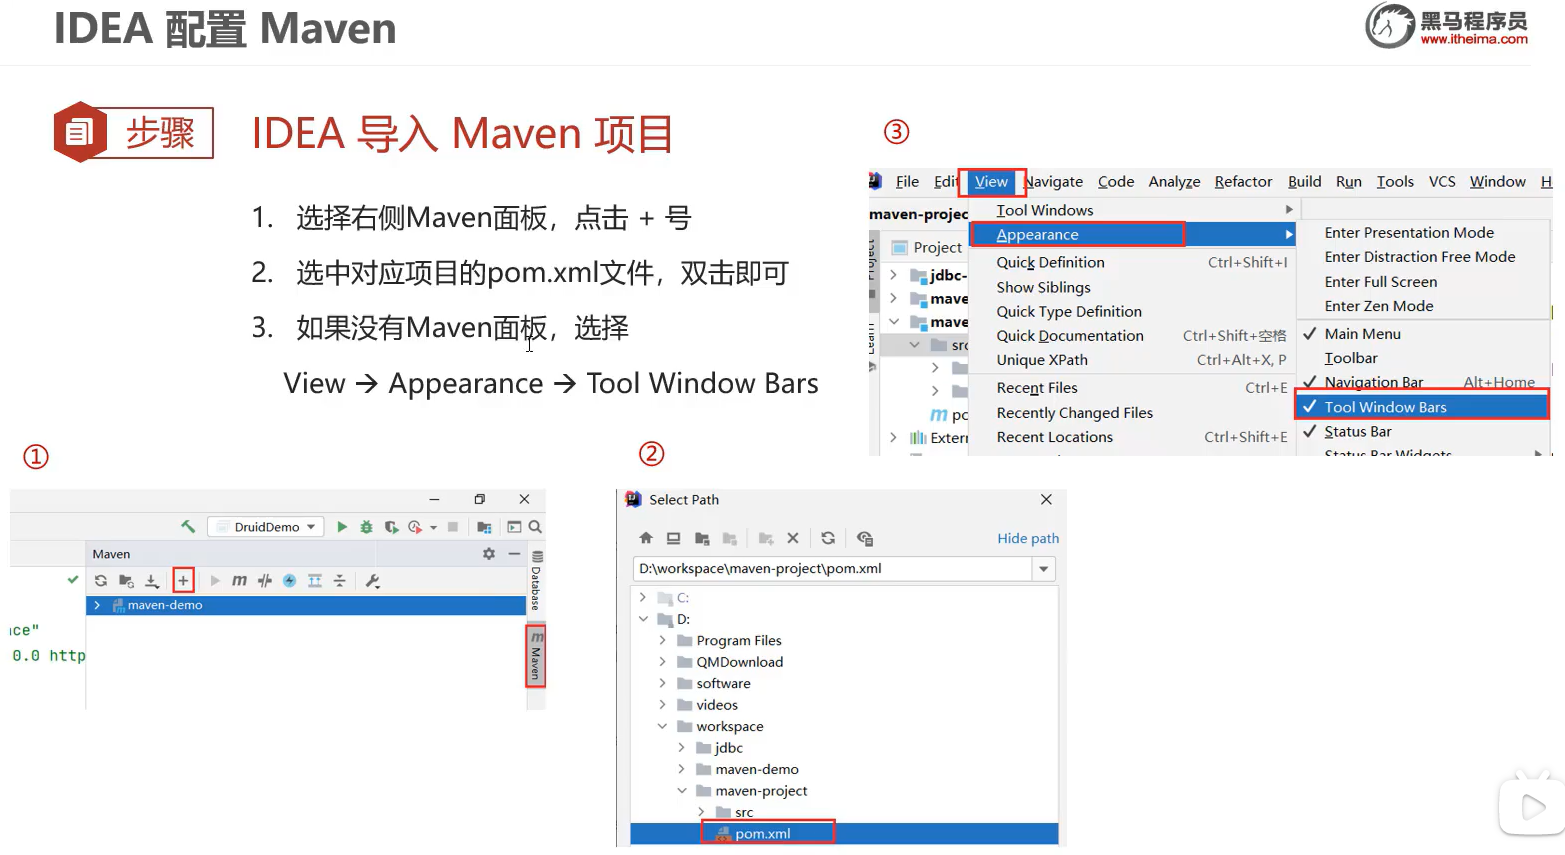 IDEA 配置 Maven
黑马程序员
www.itheima.com
步骤
IDEA 导入 Maven 项目
1. 选择右侧Maven面板，点击 + 号
2. 选中对应项目的pom.xml文件，双击即可
3. 如果没有Maven面板，选择
View → Appearance → Tool Window Bars
①
DruidDemo
Maven
maven-demo
ace"
0.0 http
Database
m Maven
②
Select Path
Hide path
D:\workspace\maven-project\pom.xml
C:
D:
Program Files
QMDownload
software
videos
workspace
jdbc
maven-demo
maven-project
src
pom.xml
③
File Edit View Navigate Code Analyze Refactor Build Run Tools VCS Window H
maven-projec
Project
jdbc-
mave
mave
src
m po
Extern
Project
Learn
Tool Windows
Appearance
Quick Definition Ctrl+Shift+I
Show Siblings
Quick Type Definition
Quick Documentation Ctrl+Shift+空格
Unique XPath Ctrl+Alt+X, P
Recent Files Ctrl+E
Recently Changed Files
Recent Locations Ctrl+Shift+E
Enter Presentation Mode
Enter Distraction Free Mode
Enter Full Screen
Enter Zen Mode
Main Menu
Toolbar
Navigation Bar Alt+Home
Tool Window Bars
Status Bar
Status Bar Widgets